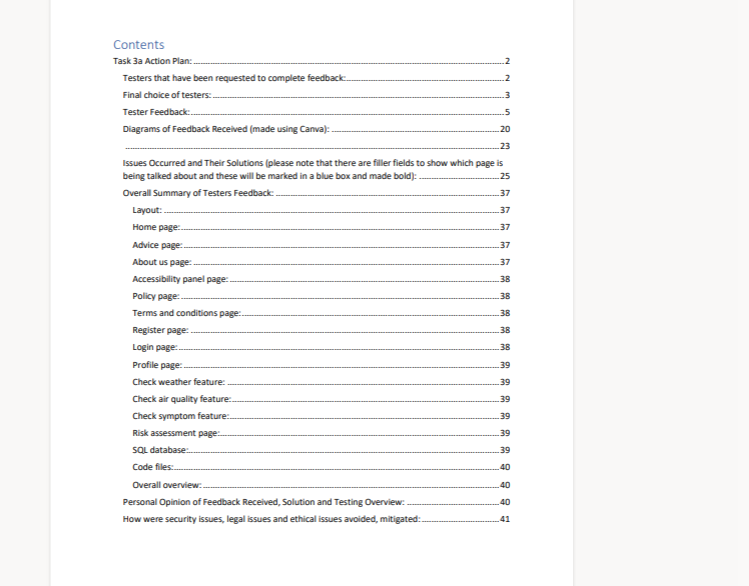 Contents
Task 3a Action Plan: 2
Testers that have been requested to complete feedback: 2
Final choice of testers: 3
Tester Feedback: 5
Diagrams of Feedback Received (made using Canva): 20
23
Issues Occurred and Their Solutions (please note that there are filler fields to show which page is
being talked about and these will be marked in a blue box and made bold): 25
Overall Summary of Testers Feedback: 37
Layout: 37
Home page: 37
Advice page: 37
About us page: 37
Accessibility panel page: 38
Policy page: 38
Terms and conditions page: 38
Register page: 38
Login page: 38
Profile page: 39
Check weather feature: 39
Check air quality feature: 39
Check symptom feature: 39
Risk assessment page: 39
SQL database: 39
Code files: 40
Overall overview: 40
Personal Opinion of Feedback Received, Solution and Testing Overview: 40
How were security issues, legal issues and ethical issues avoided, mitigated: 41